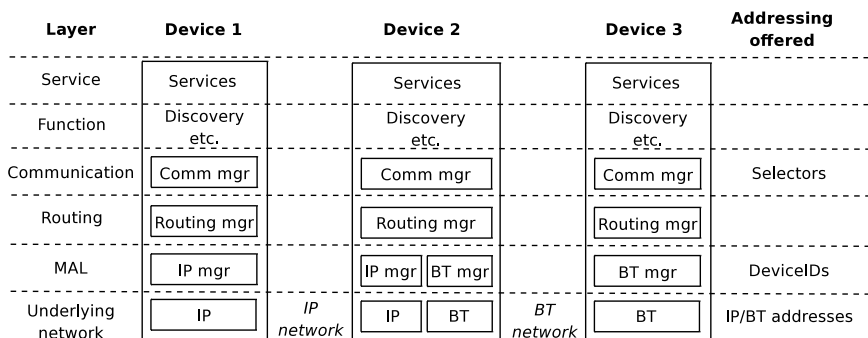 Layer Device 1 Device 2 Device 3 Addressing
offered
Service Services Services Services
Function Discovery Discovery Discovery
etc. etc. etc.
Communication Comm mgr Comm mgr Comm mgr Selectors
Routing Routing mgr Routing mgr Routing mgr
MAL IP mgr IP mgr BT mgr BT mgr DeviceIDs
Underlying IP IP IP BT BT BT IP/BT addresses
network network network